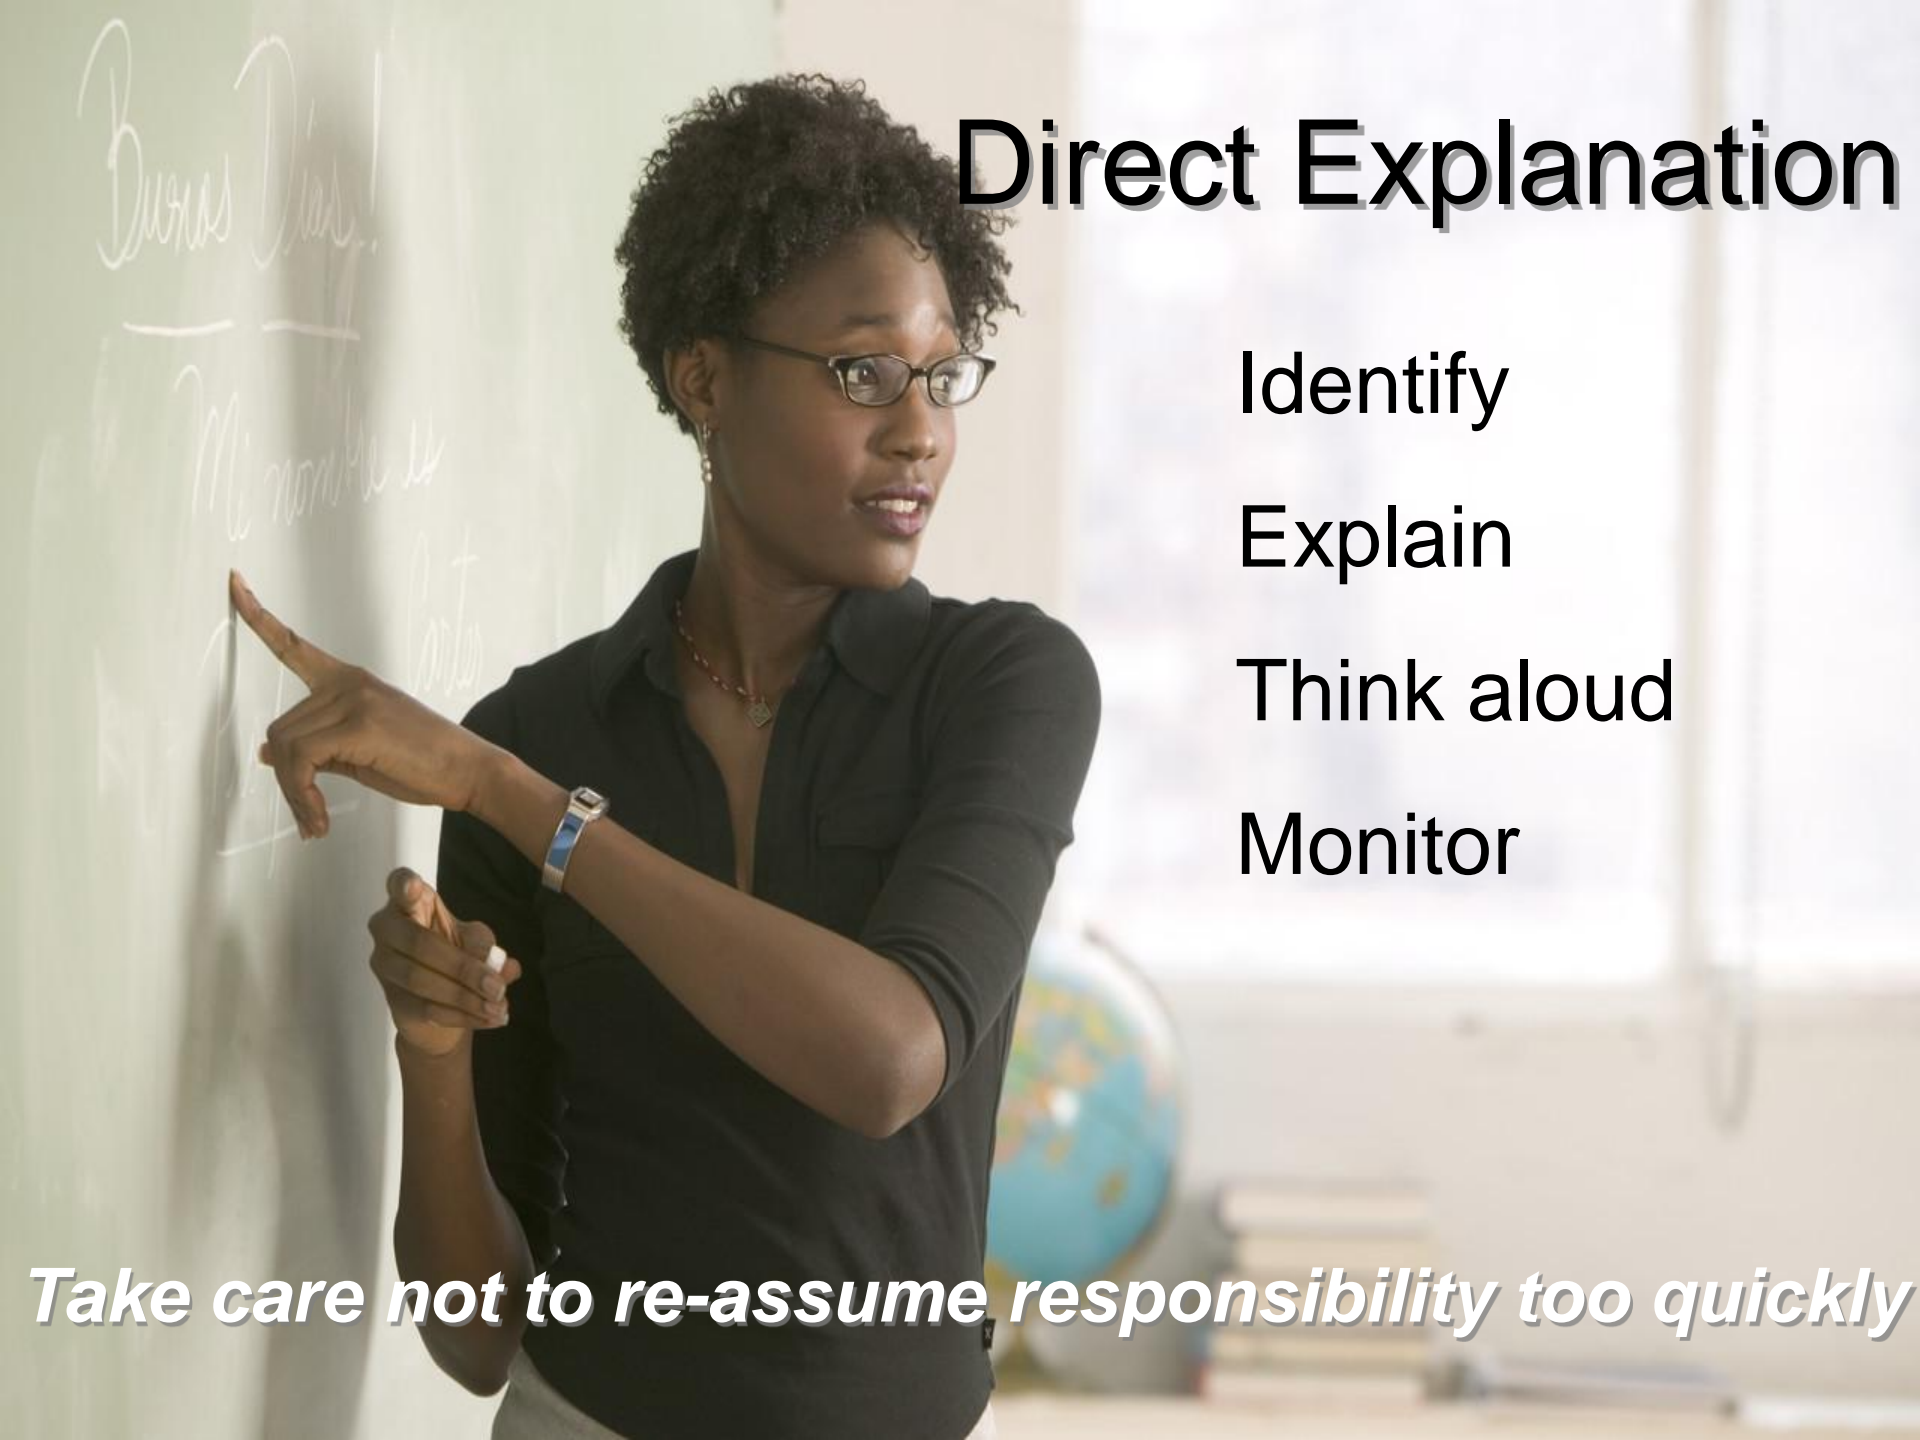 Buenos Días!
Mi nombre es
Carlos
Direct Explanation
Identify
Explain
Think aloud
Monitor
Take care not to re-assume responsibility too quickly